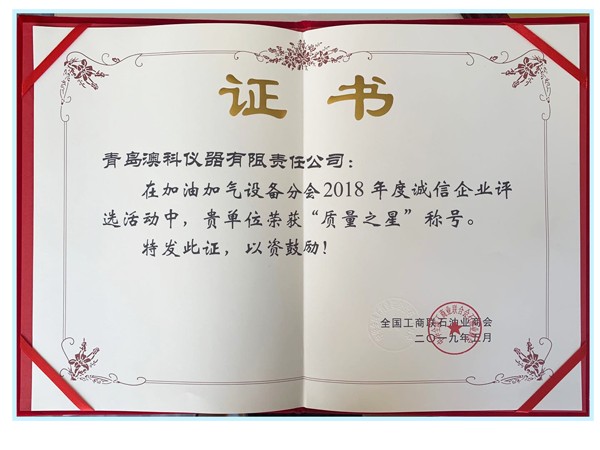 证书
青岛澳科仪器有限责任公司：
在加油加气设备分会2018年度诚信企业评
选活动中，贵单位荣获“质量之星”称号。
特发此证，以资鼓励！
全国工商联石油业商会
二〇一九年五月